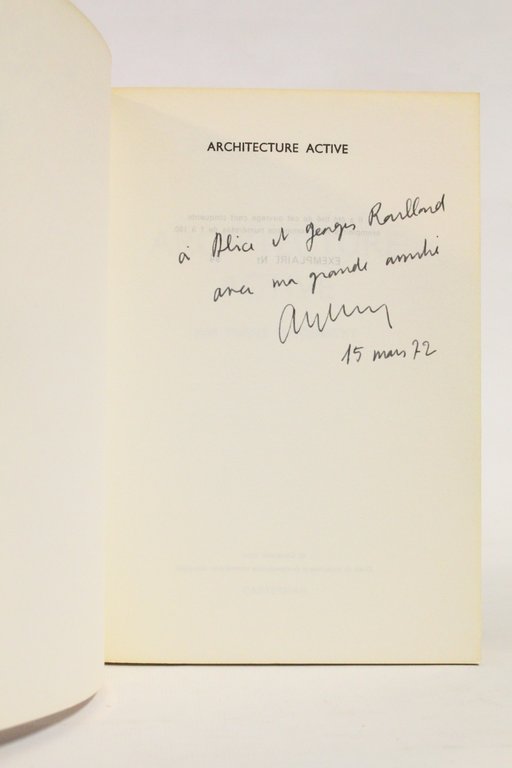 ARCHITECTURE ACTIVE
à Alice et Georges Raillard
avec ma grande amitié
15 mars 72